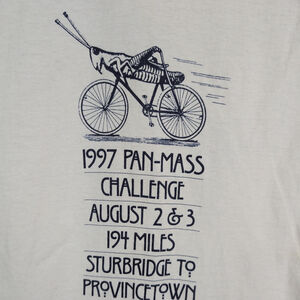 1997 PAN-MASS
CHALLENGE
AUGUST 2 & 3
194 MILES
STURBRIDGE TO
PROVINCETOWN